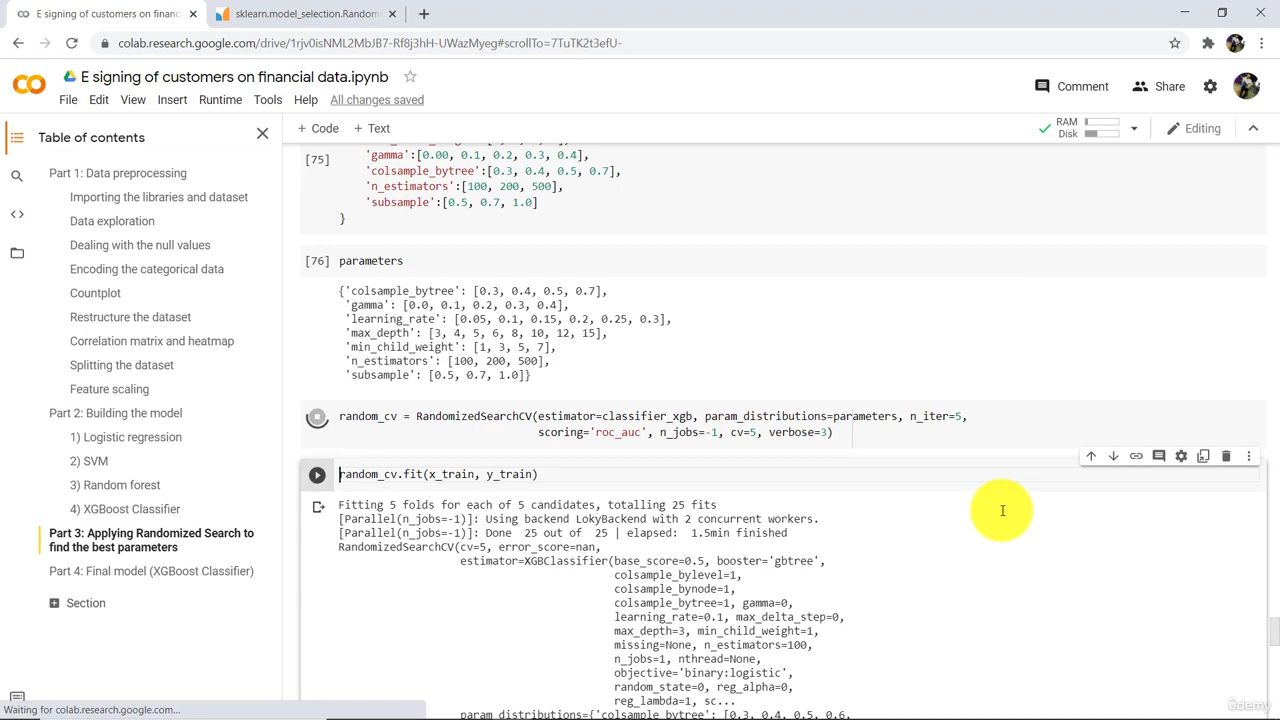 E signing of customers on financ
sklearn.model_selection.Random
colab.research.google.com/drive/1rjv0isNML2MbJB7-Rf8j3hH-UWazMyeg#scrollTo=7TuTK2t3efU-
E signing of customers on financial data.ipynb
Comment
Share
File Edit View Insert Runtime Tools Help All changes saved
Table of contents
+ Code + Text
RAM
Disk
Editing
Part 1: Data preprocessing
Importing the libraries and dataset
Data exploration
Dealing with the null values
Encoding the categorical data
Countplot
Restructure the dataset
Correlation matrix and heatmap
Splitting the dataset
Feature scaling
Part 2: Building the model
1) Logistic regression
2) SVM
3) Random forest
4) XGBoost Classifier
Part 3: Applying Randomized Search to
find the best parameters
Part 4: Final model (XGBoost Classifier)
Section
[75]
'gamma':[0.00, 0.1, 0.2, 0.3, 0.4],
'colsample_bytree':[0.3, 0.4, 0.5, 0.7],
'n_estimators':[100, 200, 500],
'subsample':[0.5, 0.7, 1.0]
}
[76] parameters
{'colsample_bytree': [0.3, 0.4, 0.5, 0.7],
'gamma': [0.0, 0.1, 0.2, 0.3, 0.4],
'learning_rate': [0.05, 0.1, 0.15, 0.2, 0.25, 0.3],
'max_depth': [3, 4, 5, 6, 8, 10, 12, 15],
'min_child_weight': [1, 3, 5, 7],
'n_estimators': [100, 200, 500],
'subsample': [0.5, 0.7, 1.0]}
random_cv = RandomizedSearchCV(estimator=classifier_xgb, param_distributions=parameters, n_iter=5,
scoring='roc_auc', n_jobs=-1, cv=5, verbose=3)
random_cv.fit(x_train, y_train)
Fitting 5 folds for each of 5 candidates, totalling 25 fits
[Parallel(n_jobs=-1)]: Using backend LokyBackend with 2 concurrent workers.
[Parallel(n_jobs=-1)]: Done 25 out of 25 | elapsed: 1.5min finished
RandomizedSearchCV(cv=5, error_score=nan,
estimator=XGBClassifier(base_score=0.5, booster='gbtree',
colsample_bylevel=1,
colsample_bynode=1,
colsample_bytree=1, gamma=0,
learning_rate=0.1, max_delta_step=0,
max_depth=3, min_child_weight=1,
missing=None, n_estimators=100,
n_jobs=1, nthread=None,
objective='binary:logistic',
random_state=0, reg_alpha=0,
reg_lambda=1, sc...
param_distributions={'colsample_bytree': [0.3, 0.4, 0.5, 0.6,
Waiting for colab.research.google.com...
ûdemy